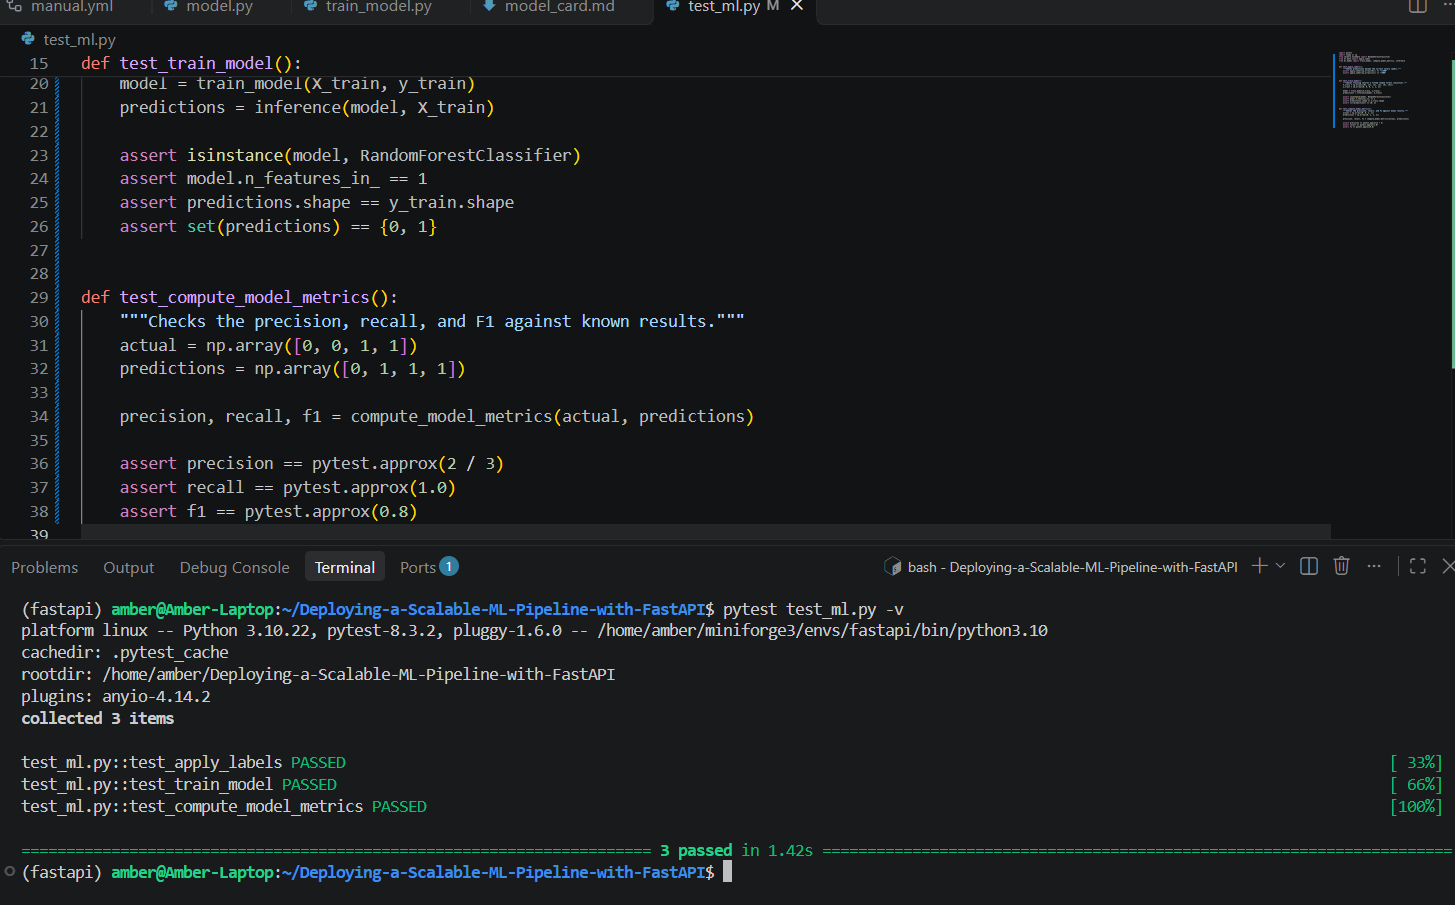 manual.yml model.py train_model.py model_card.md test_ml.py M
test_ml.py
15 def test_train_model():
20 model = train_model(X_train, y_train)
21 predictions = inference(model, X_train)
22
23 assert isinstance(model, RandomForestClassifier)
24 assert model.n_features_in_ == 1
25 assert predictions.shape == y_train.shape
26 assert set(predictions) == {0, 1}
27
28
29 def test_compute_model_metrics():
30 """Checks the precision, recall, and F1 against known results."""
31 actual = np.array([0, 0, 1, 1])
32 predictions = np.array([0, 1, 1, 1])
33
34 precision, recall, f1 = compute_model_metrics(actual, predictions)
35
36 assert precision == pytest.approx(2 / 3)
37 assert recall == pytest.approx(1.0)
38 assert f1 == pytest.approx(0.8)
39
Problems Output Debug Console Terminal Ports 1 bash - Deploying-a-Scalable-ML-Pipeline-with-FastAPI
(fastapi) amber@Amber-Laptop:~/Deploying-a-Scalable-ML-Pipeline-with-FastAPI$ pytest test_ml.py -v
platform linux -- Python 3.10.22, pytest-8.3.2, pluggy-1.6.0 -- /home/amber/miniforge3/envs/fastapi/bin/python3.10
cachedir: .pytest_cache
rootdir: /home/amber/Deploying-a-Scalable-ML-Pipeline-with-FastAPI
plugins: anyio-4.14.2
collected 3 items
test_ml.py::test_apply_labels PASSED [ 33%]
test_ml.py::test_train_model PASSED [ 66%]
test_ml.py::test_compute_model_metrics PASSED [100%]
3 passed in 1.42s
(fastapi) amber@Amber-Laptop:~/Deploying-a-Scalable-ML-Pipeline-with-FastAPI$